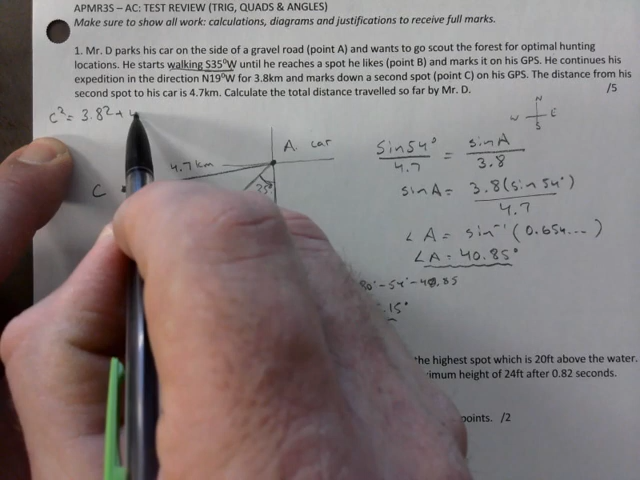 APMR3S – AC: TEST REVIEW (TRIG, QUADS & ANGLES)
Make sure to show all work: calculations, diagrams and justifications to receive full marks.
1. Mr. D parks his car on the side of a gravel road (point A) and wants to go scout the forest for optimal hunting
locations. He starts walking S35°W until he reaches a spot he likes (point B) and marks it on his GPS. He continues his
expedition in the direction N19°W for 3.8km and marks down a second spot (point C) on his GPS. The distance from his
second spot to his car is 4.7km. Calculate the total distance travelled so far by Mr. D. /5
C² = 3.8² + 4
N
W E
S
A. car
4.7 km
35°
C
Sin54° / 4.7 = sinA / 3.8
sinA = 3.8(sin 54°) / 4.7
∠A = sin⁻¹(0.654...)
∠A = 40.85°
80° - 54° - 40.85
.15°
the highest spot which is 20ft above the water.
imum height of 24ft after 0.82 seconds.
points. /2